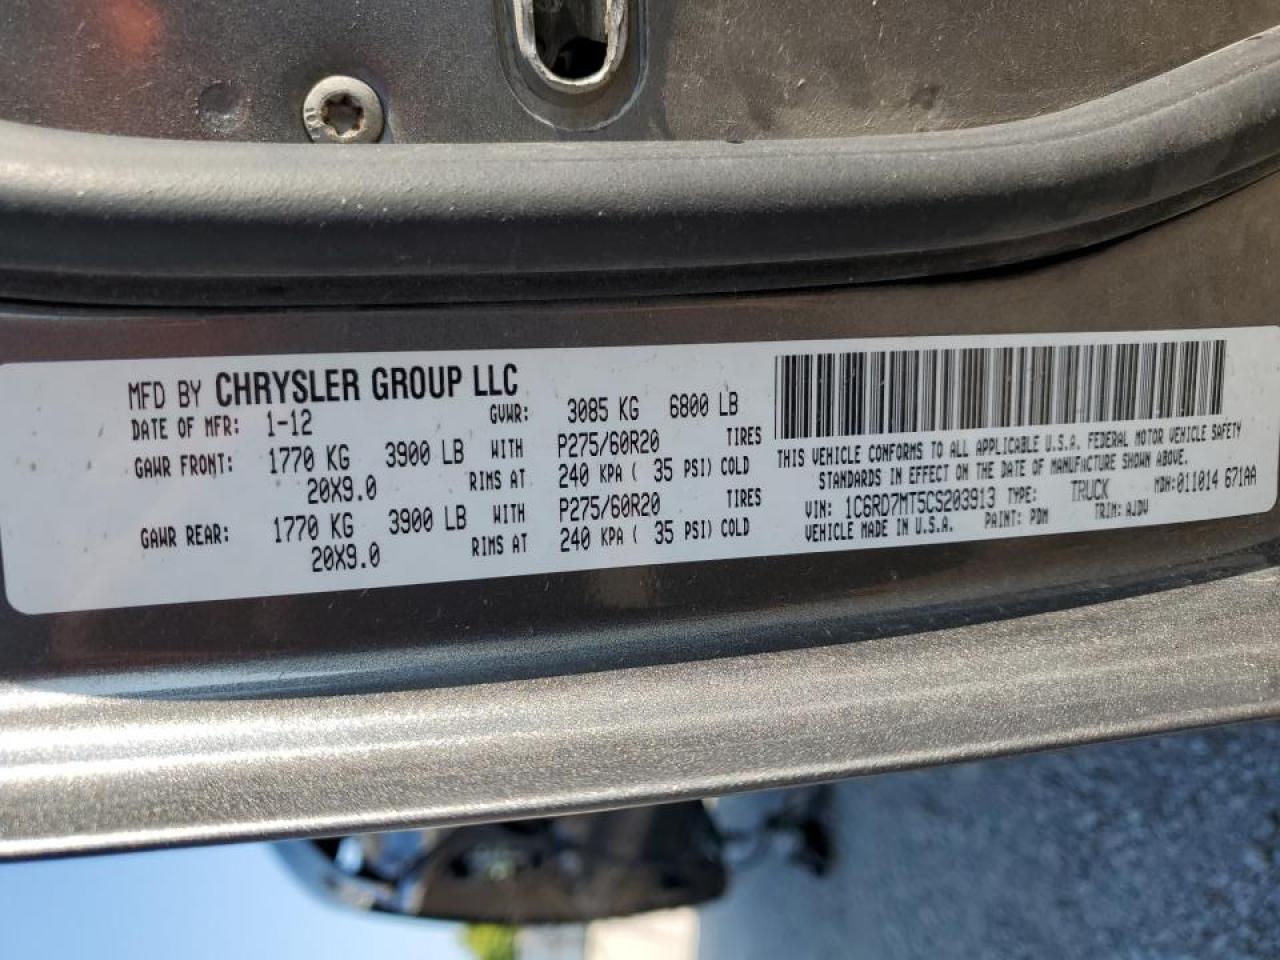 MFD BY CHRYSLER GROUP LLC
DATE OF MFR: 1-12 GVWR: 3085 KG 6800 LB
GAWR FRONT: 1770 KG 3900 LB WITH P275/60R20 TIRES
20X9.0 RIMS AT 240 KPA ( 35 PSI) COLD
GAWR REAR: 1770 KG 3900 LB WITH P275/60R20 TIRES
20X9.0 RIMS AT 240 KPA ( 35 PSI) COLD
THIS VEHICLE CONFORMS TO ALL APPLICABLE U.S.A. FEDERAL MOTOR VEHICLE SAFETY
STANDARDS IN EFFECT ON THE DATE OF MANUFACTURE SHOWN ABOVE.
VIN: 1C6RD7MT5CS203913 TYPE: TRUCK MDH:011014 671AA
VEHICLE MADE IN U.S.A. PAINT: PDM TRIM: AJDV